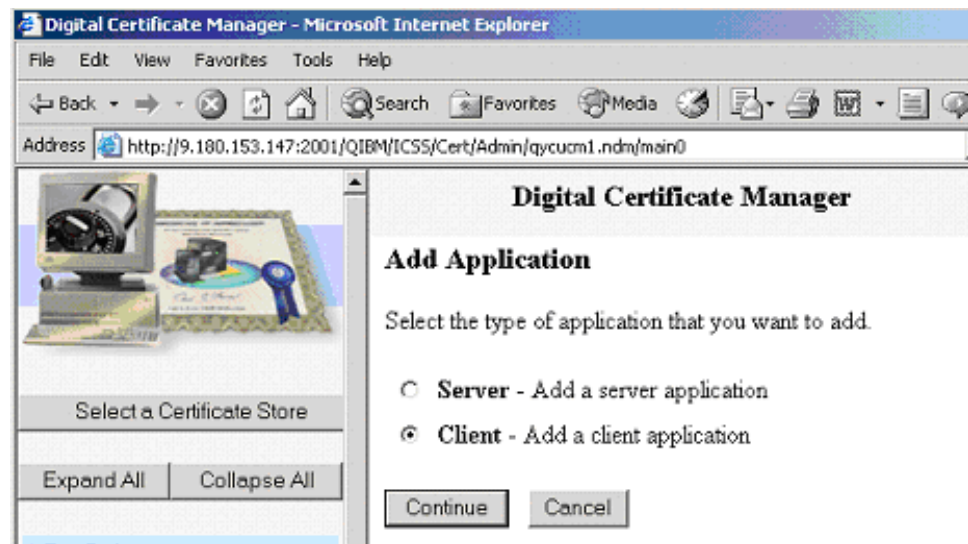 Digital Certificate Manager - Microsoft Internet Explorer
File Edit View Favorites Tools Help
Back Search Favorites Media
Address http://9.180.153.147:2001/QIBM/ICSS/Cert/Admin/qycucm1.ndm/main0
Digital Certificate Manager
Add Application
Select the type of application that you want to add.
Server - Add a server application
Client - Add a client application
Continue Cancel
Select a Certificate Store
Expand All Collapse All